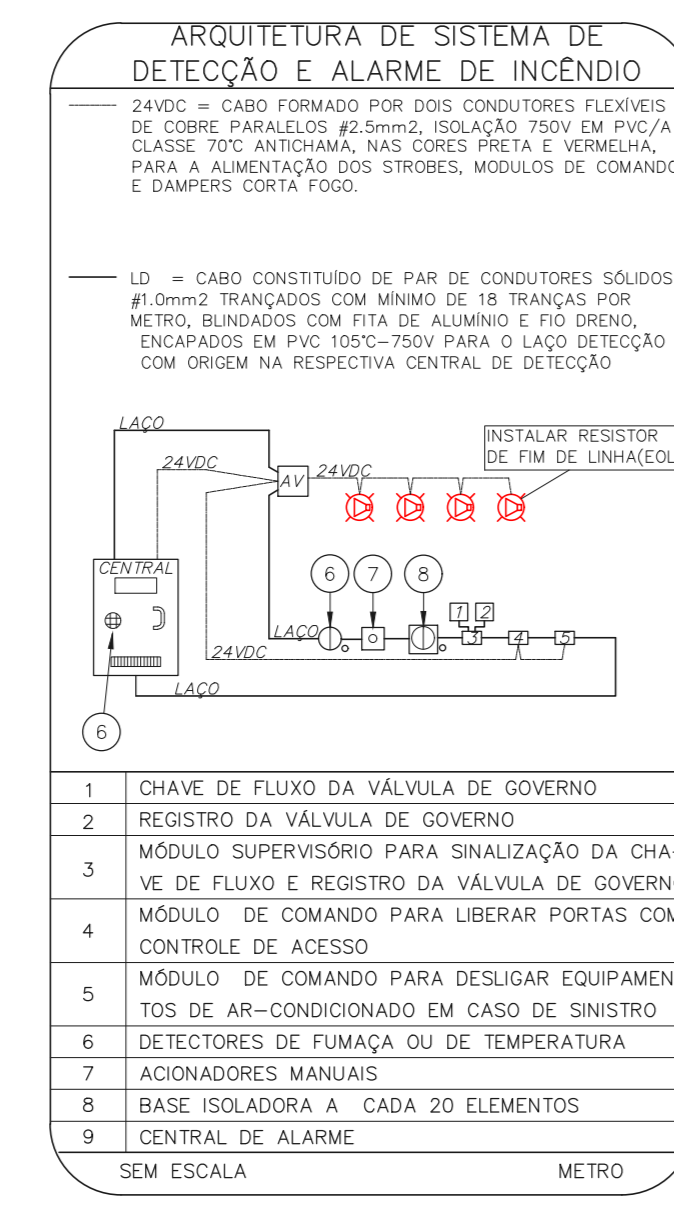 ARQUITETURA DE SISTEMA DE
DETECÇÃO E ALARME DE INCÊNDIO
24VDC = CABO FORMADO POR DOIS CONDUTORES FLEXÍVEIS
DE COBRE PARALELOS #2.5mm2, ISOLAÇÃO 750V EM PVC/A
CLASSE 70°C ANTICHAMA, NAS CORES PRETA E VERMELHA,
PARA A ALIMENTAÇÃO DOS STROBES, MODULOS DE COMANDO
E DAMPERS CORTA FOGO.
LD = CABO CONSTITUÍDO DE PAR DE CONDUTORES SÓLIDOS
#1.0mm2 TRANÇADOS COM MÍNIMO DE 18 TRANÇAS POR
METRO, BLINDADOS COM FITA DE ALUMÍNIO E FIO DRENO,
ENCAPADOS EM PVC 105°C-750V PARA O LAÇO DETECÇÃO
COM ORIGEM NA RESPECTIVA CENTRAL DE DETECÇÃO
LAÇO
INSTALAR RESISTOR
DE FIM DE LINHA(EOL
24VDC
AV
24VDC
CENTRAL
6
7
8
1
2
LAÇO
3
4
5
24VDC
LAÇO
6
1 CHAVE DE FLUXO DA VÁLVULA DE GOVERNO
2 REGISTRO DA VÁLVULA DE GOVERNO
3 MÓDULO SUPERVISÓRIO PARA SINALIZAÇÃO DA CHA-
VE DE FLUXO E REGISTRO DA VÁLVULA DE GOVERNO
4 MÓDULO DE COMANDO PARA LIBERAR PORTAS COM
CONTROLE DE ACESSO
5 MÓDULO DE COMANDO PARA DESLIGAR EQUIPAMEN
TOS DE AR-CONDICIONADO EM CASO DE SINISTRO
6 DETECTORES DE FUMAÇA OU DE TEMPERATURA
7 ACIONADORES MANUAIS
8 BASE ISOLADORA A CADA 20 ELEMENTOS
9 CENTRAL DE ALARME
SEM ESCALA METRO